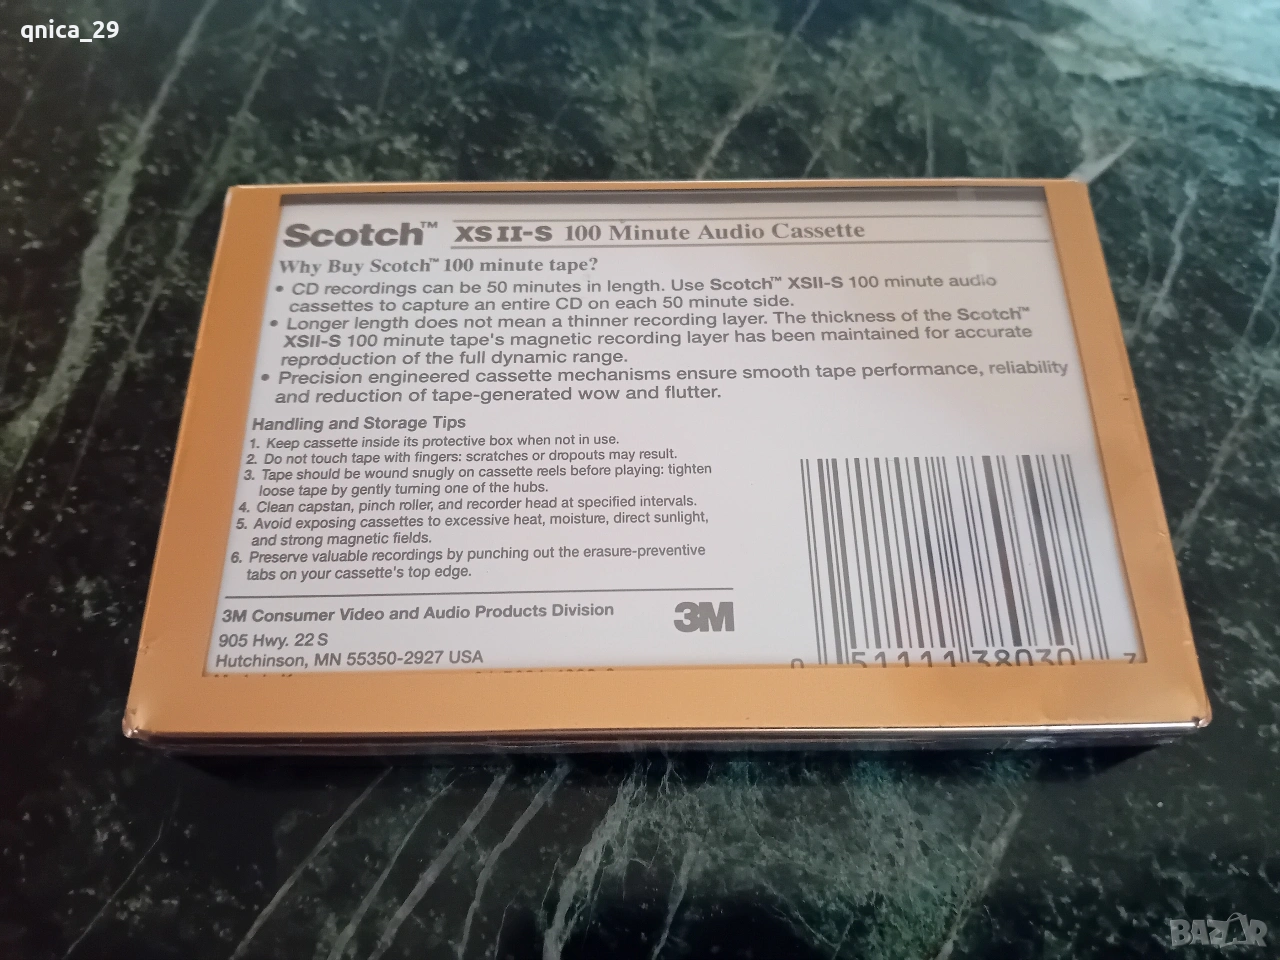 qnica_29
Scotch™ XS II-S 100 Minute Audio Cassette
Why Buy Scotch™ 100 minute tape?
• CD recordings can be 50 minutes in length. Use Scotch™ XSII-S 100 minute audio
cassettes to capture an entire CD on each 50 minute side.
• Longer length does not mean a thinner recording layer. The thickness of the Scotch™
XSII-S 100 minute tape's magnetic recording layer has been maintained for accurate
reproduction of the full dynamic range.
• Precision engineered cassette mechanisms ensure smooth tape performance, reliability
and reduction of tape-generated wow and flutter.
Handling and Storage Tips
1. Keep cassette inside its protective box when not in use.
2. Do not touch tape with fingers: scratches or dropouts may result.
3. Tape should be wound snugly on cassette reels before playing: tighten
loose tape by gently turning one of the hubs.
4. Clean capstan, pinch roller, and recorder head at specified intervals.
5. Avoid exposing cassettes to excessive heat, moisture, direct sunlight,
and strong magnetic fields.
6. Preserve valuable recordings by punching out the erasure-preventive
tabs on your cassette's top edge.
3M Consumer Video and Audio Products Division
3M
905 Hwy. 22 S
Hutchinson, MN 55350-2927 USA
0 51111 38030 7
BAZAR